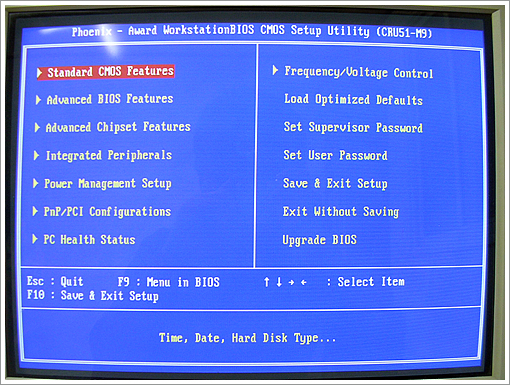 Phoenix - Award WorkstationBIOS CMOS Setup Utility (CRU51-M9)
Standard CMOS Features
Advanced BIOS Features
Advanced Chipset Features
Integrated Peripherals
Power Management Setup
PnP/PCI Configurations
PC Health Status
Frequency/Voltage Control
Load Optimized Defaults
Set Supervisor Password
Set User Password
Save & Exit Setup
Exit Without Saving
Upgrade BIOS
Esc : Quit F9 : Menu in BIOS ↑ ↓ → ← : Select Item
F10 : Save & Exit Setup
Time, Date, Hard Disk Type...